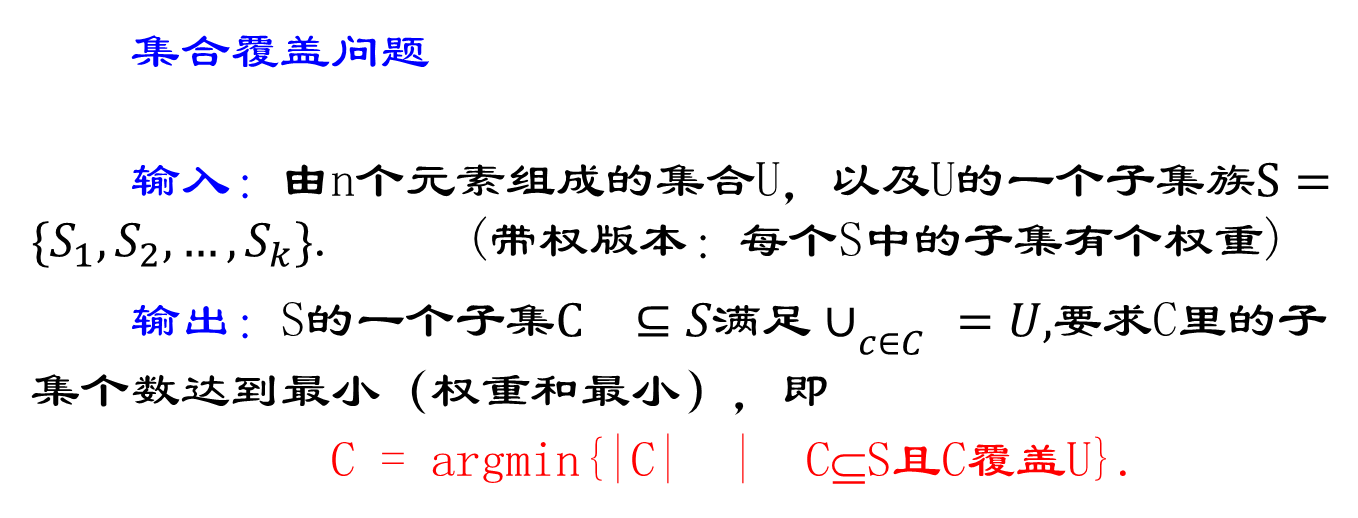 集合覆盖问题
输入：由n个元素组成的集合U，以及U的一个子集族S =
{S₁, S₂, … , Sₖ}. (带权版本：每个S中的子集有个权重)
输出：S的一个子集C ⊆ S满足 ∪_{c∈C} = U,要求C里的子
集个数达到最小（权重和最小），即
C = argmin{|C| | C⊆S且C覆盖U}.